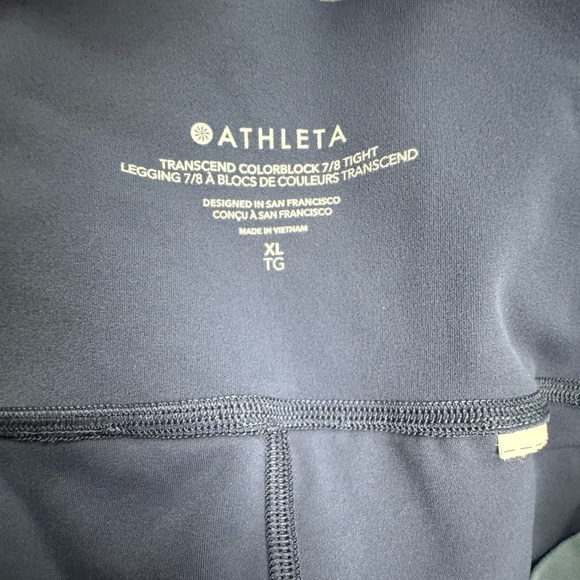 ATHLETA
TRANSCEND COLORBLOCK 7/8 TIGHT
LEGGING 7/8 À BLOCS DE COULEURS TRANSCEND
DESIGNED IN SAN FRANCISCO
CONÇU À SAN FRANCISCO
MADE IN VIETNAM
XL
TG